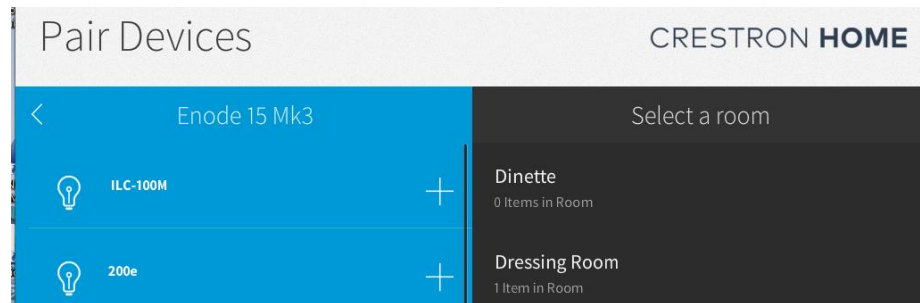 Pair Devices
CRESTRON HOME
Enode 15 Mk3
ILC-100M
200e
Select a room
Dinette
0 Items in Room
Dressing Room
1 Item in Room